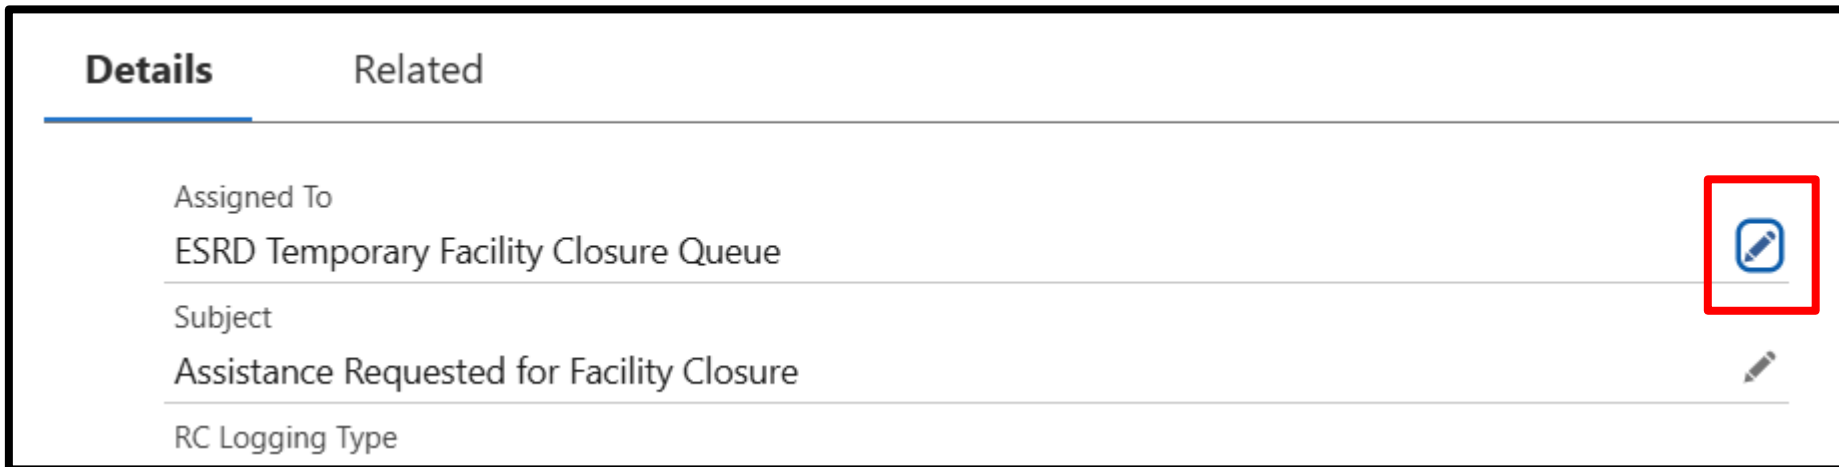 Details Related
Assigned To
ESRD Temporary Facility Closure Queue
Subject
Assistance Requested for Facility Closure
RC Logging Type